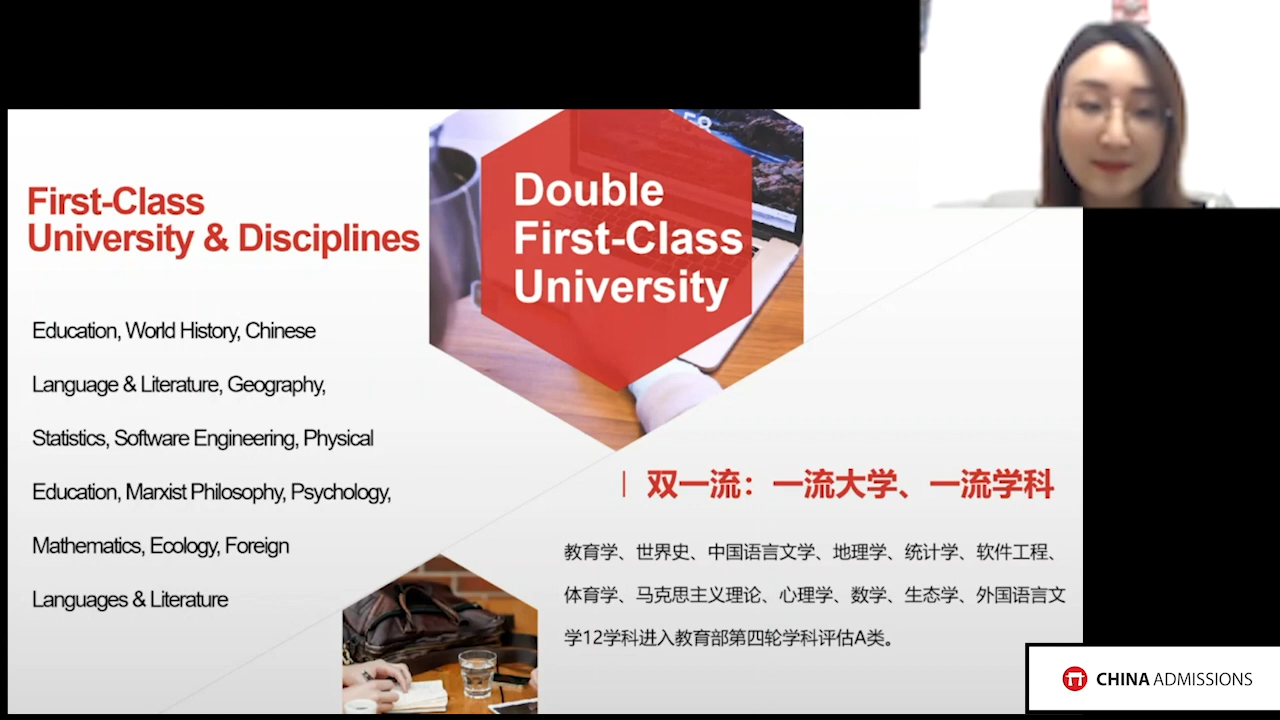 First-Class
University & Disciplines
Education, World History, Chinese
Language & Literature, Geography,
Statistics, Software Engineering, Physical
Education, Marxist Philosophy, Psychology,
Mathematics, Ecology, Foreign
Languages & Literature
Double
First-Class
University
双一流：一流大学、一流学科
教育学、世界史、中国语言文学、地理学、统计学、软件工程、
体育学、马克思主义理论、心理学、数学、生态学、外国语言文
学12学科进入教育部第四轮学科评估A类。
CHINA ADMISSIONS